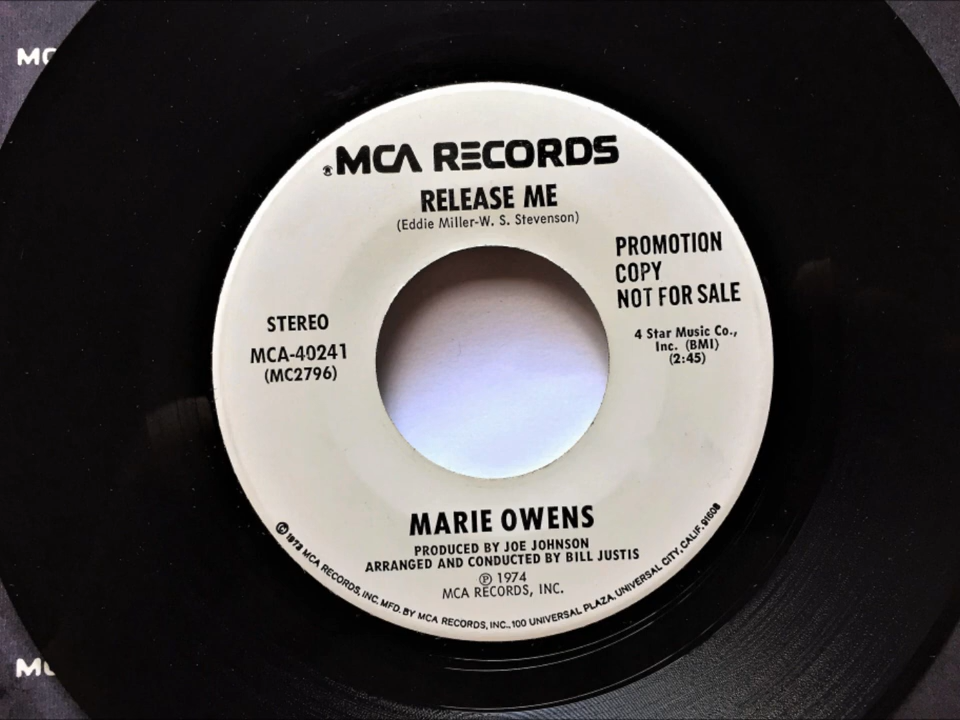 MCA RECORDS
RELEASE ME
(Eddie Miller-W. S. Stevenson)
PROMOTION
COPY
NOT FOR SALE
STEREO
MCA-40241
(MC2796)
4 Star Music Co.,
Inc. (BMI)
(2:45)
MARIE OWENS
PRODUCED BY JOE JOHNSON
ARRANGED AND CONDUCTED BY BILL JUSTIS
℗ 1974
MCA RECORDS, INC.
© 1973 MCA RECORDS, INC. MFD. BY MCA RECORDS, INC., 100 UNIVERSAL PLAZA, UNIVERSAL CITY, CALIF. 91608